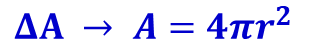 ΔA → A = 4πr²